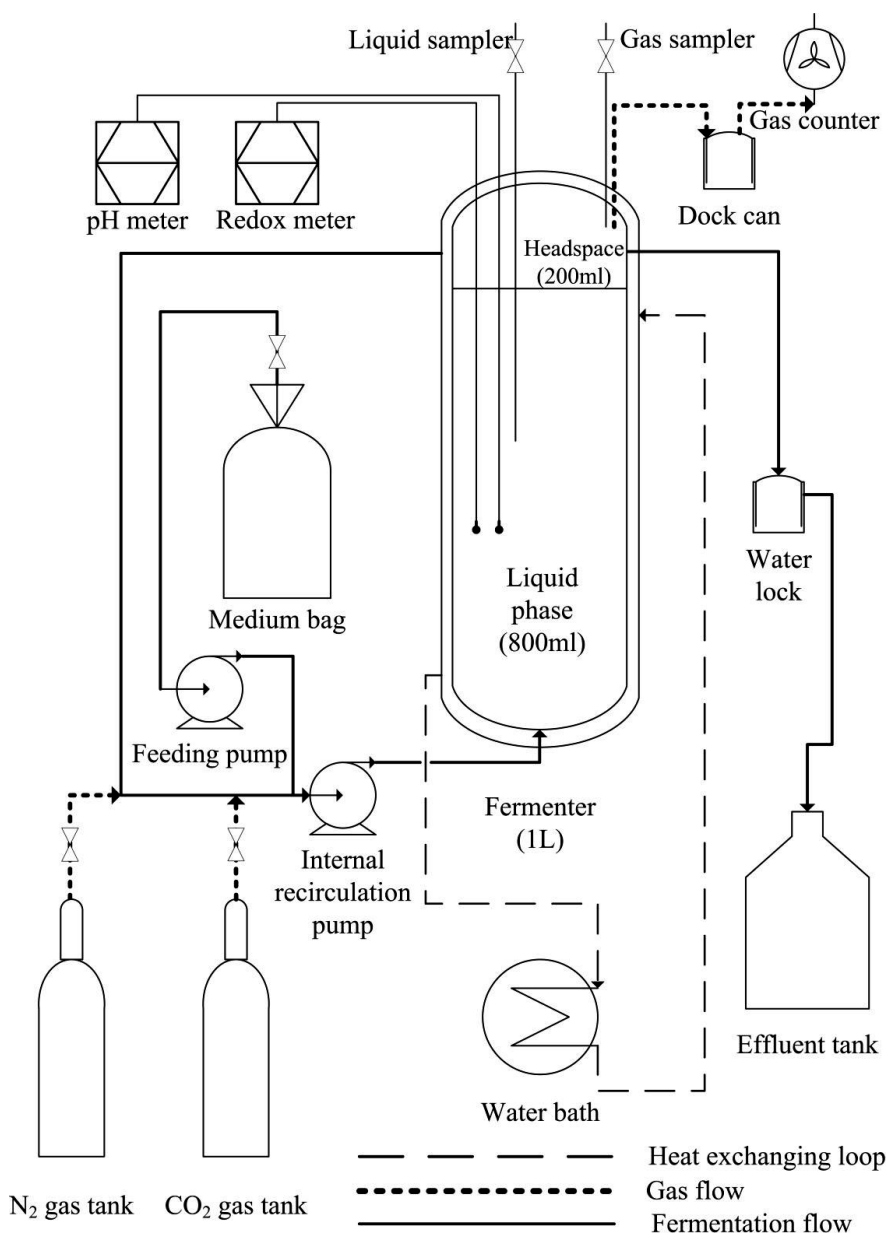 Liquid sampler
Gas sampler
Gas counter
pH meter
Redox meter
Dock can
Headspace
(200ml)
Medium bag
Liquid
phase
(800ml)
Water
lock
Feeding pump
Fermenter
(1L)
Internal
recirculation
pump
Effluent tank
Water bath
N₂ gas tank
CO₂ gas tank
Heat exchanging loop
Gas flow
Fermentation flow